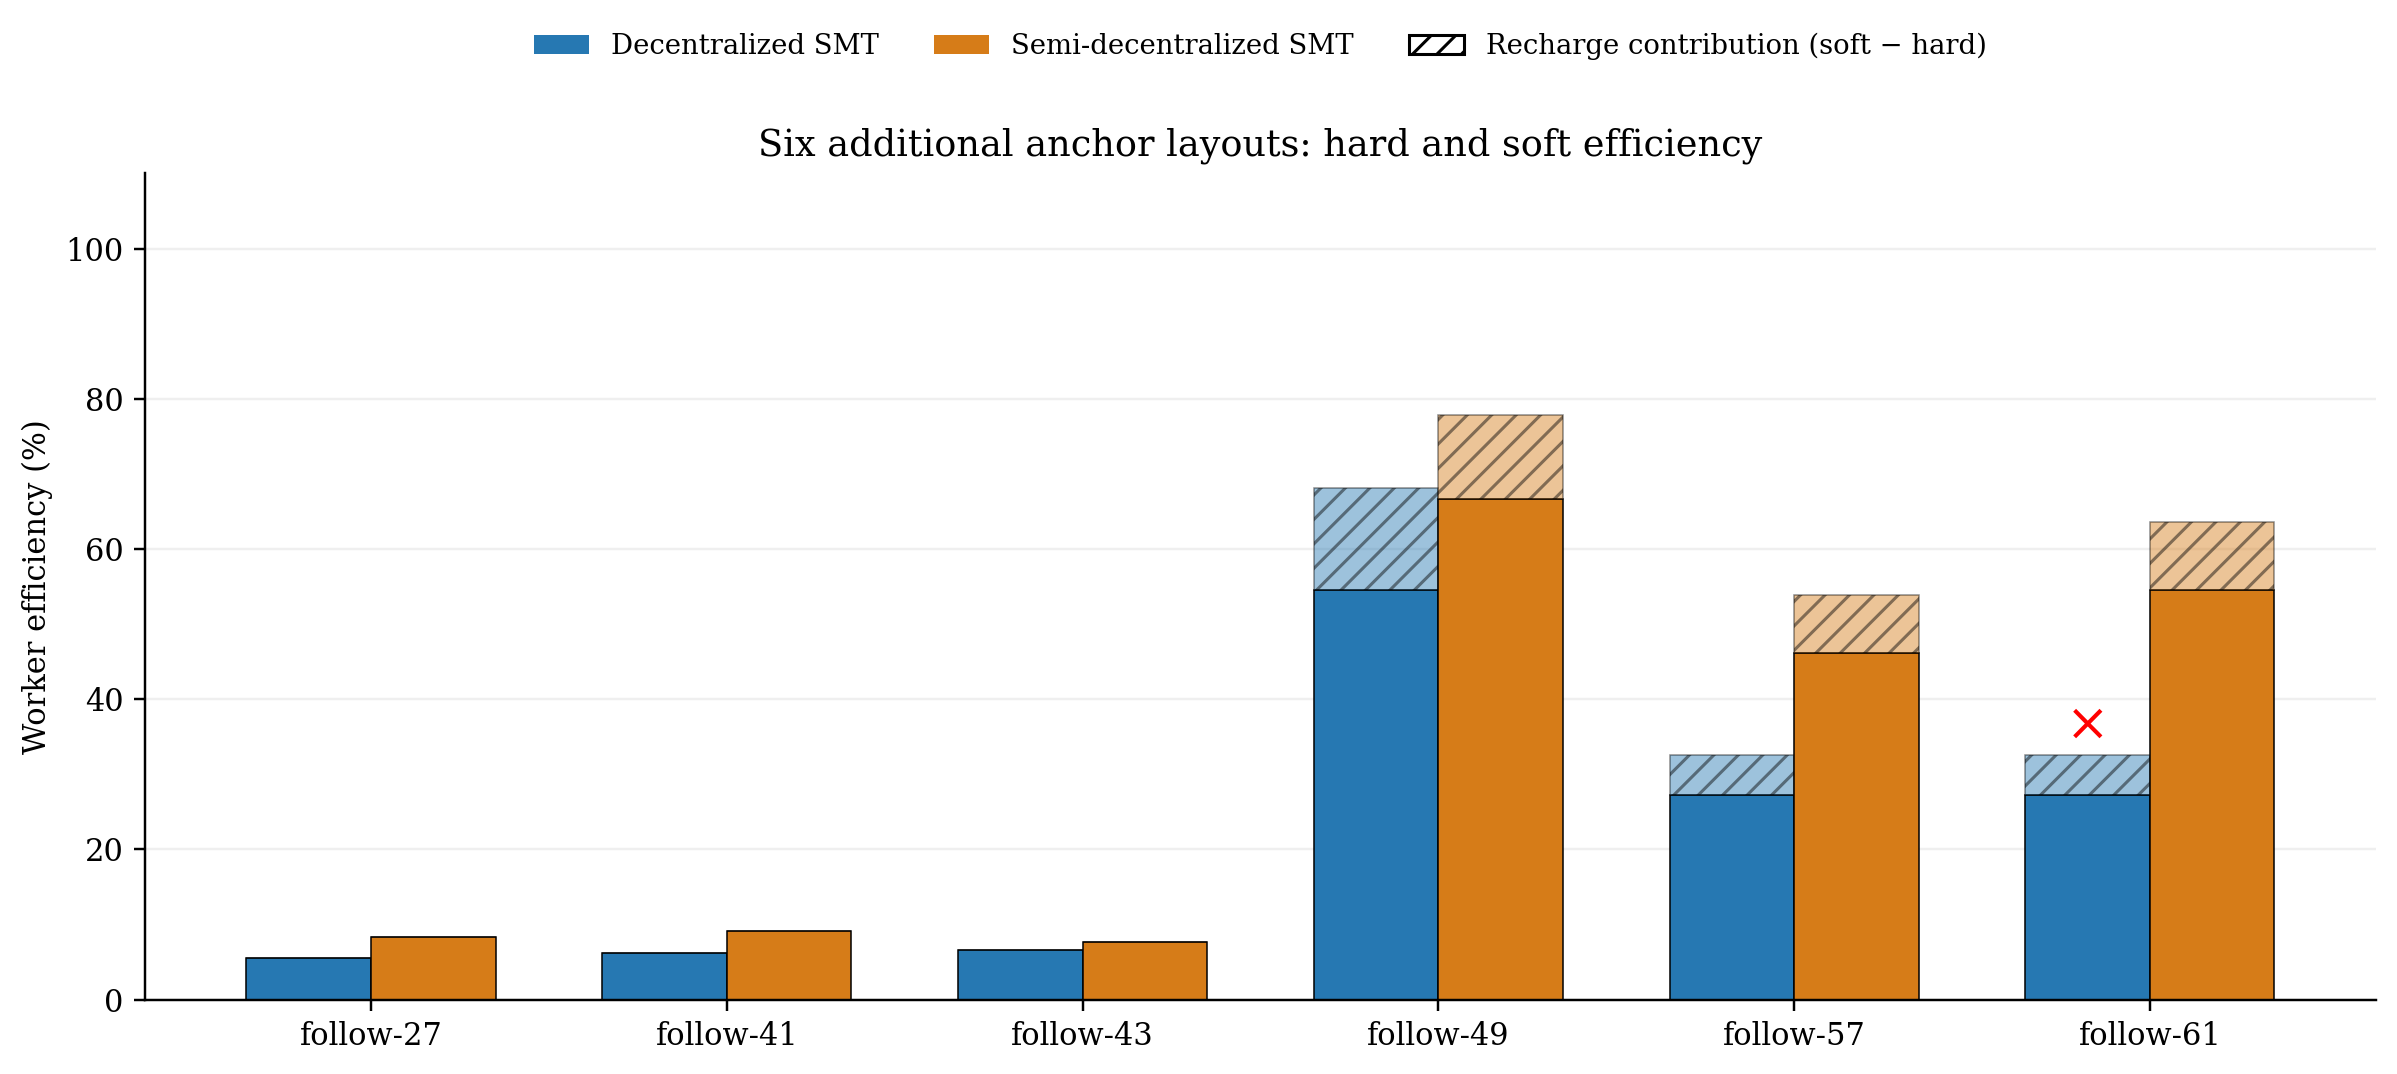 Decentralized SMT
Semi-decentralized SMT
Recharge contribution (soft − hard)
Six additional anchor layouts: hard and soft efficiency
Worker efficiency (%)
100
80
60
40
20
0
follow-27
follow-41
follow-43
follow-49
follow-57
follow-61